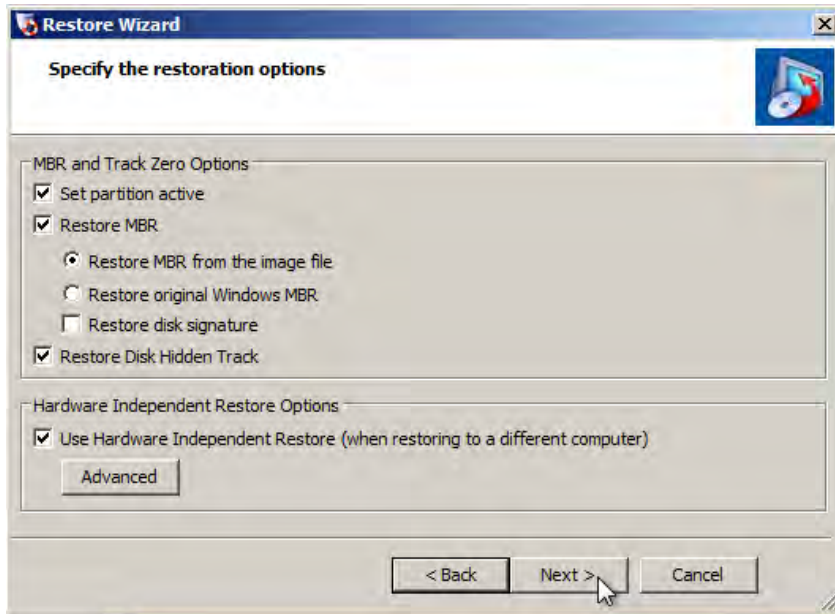 Restore Wizard
Specify the restoration options
MBR and Track Zero Options
Set partition active
Restore MBR
Restore MBR from the image file
Restore original Windows MBR
Restore disk signature
Restore Disk Hidden Track
Hardware Independent Restore Options
Use Hardware Independent Restore (when restoring to a different computer)
Advanced
< Back Next > Cancel